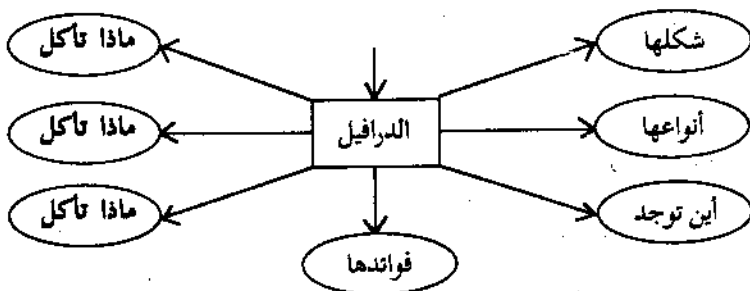 شكلها
ماذا تأكل
أنواعها
الدرافيل
ماذا تأكل
أين توجد
ماذا تأكل
فوائدها